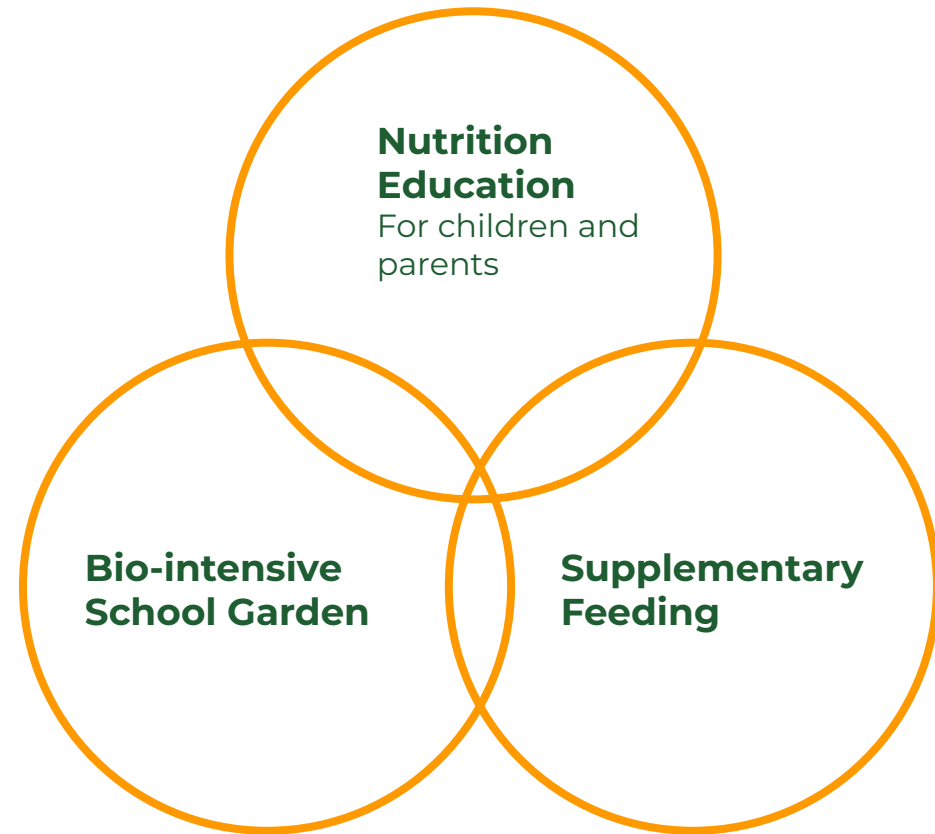 Nutrition
Education
For children and
parents
Bio-intensive
School Garden
Supplementary
Feeding